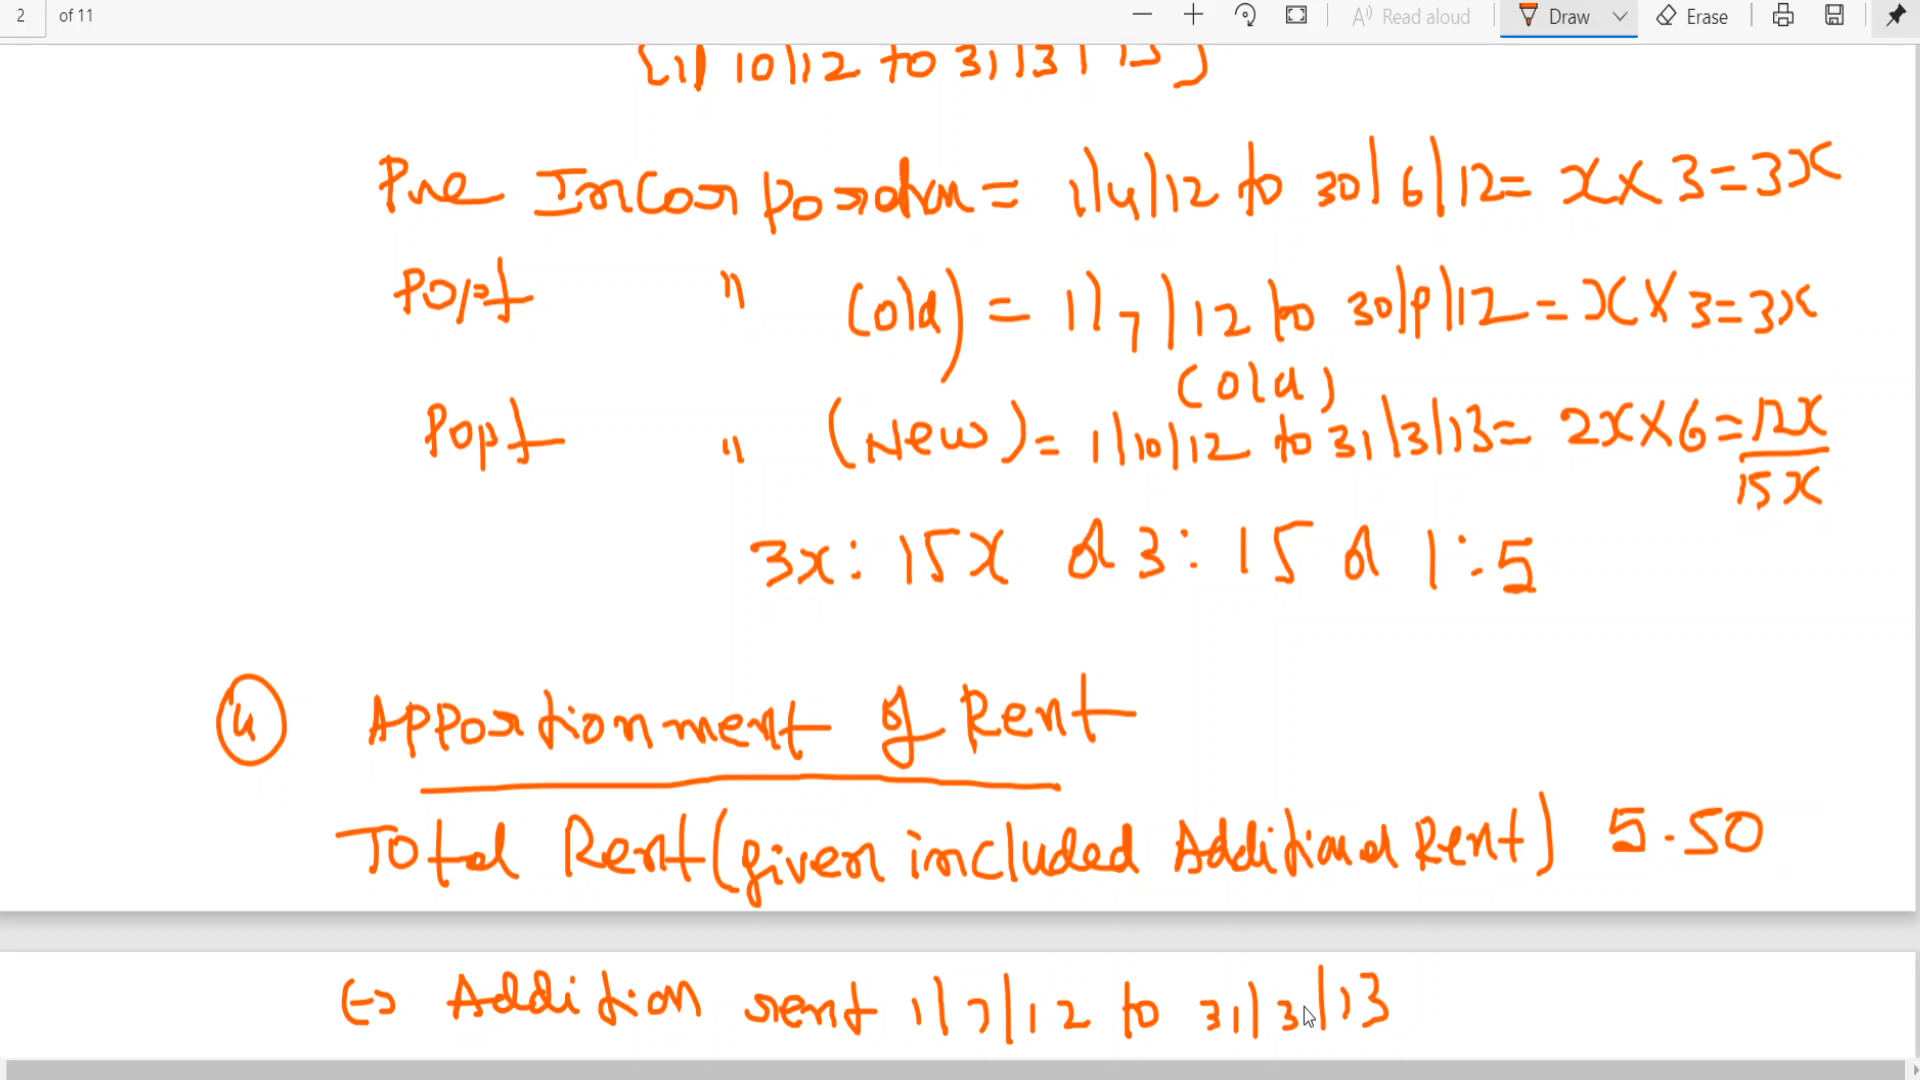 2 of 11 Read aloud Draw Erase
[1/10/12 to 31/3/13]
Pre Incorporation = 1/4/12 to 30/6/12 = x × 3 = 3x
Post " (old) = 1/7/12 to 30/9/12 = x × 3 = 3x
(old)
Post " (New) = 1/10/12 to 31/3/13 = 2x × 6 = 12x
15x
3x : 15x or 3 : 15 or 1 : 5
4 Apportionment of Rent
Total Rent (given included Additional Rent) 5.50
(-) Addition rent 1/7/12 to 31/3/13